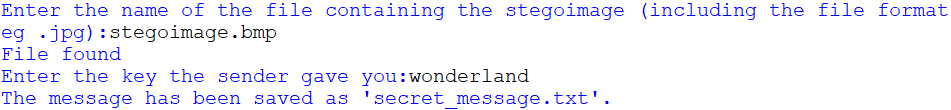 Enter the name of the file containing the stegoimage (including the file format
eg .jpg):stegoimage.bmp
File found
Enter the key the sender gave you:wonderland
The message has been saved as 'secret_message.txt'.